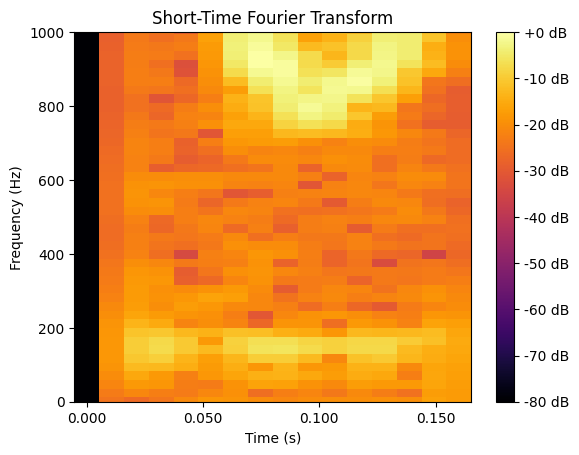 Short-Time Fourier Transform
1000
800
600
400
200
0
Frequency (Hz)
0.000
0.050
0.100
0.150
Time (s)
+0 dB
-10 dB
-20 dB
-30 dB
-40 dB
-50 dB
-60 dB
-70 dB
-80 dB